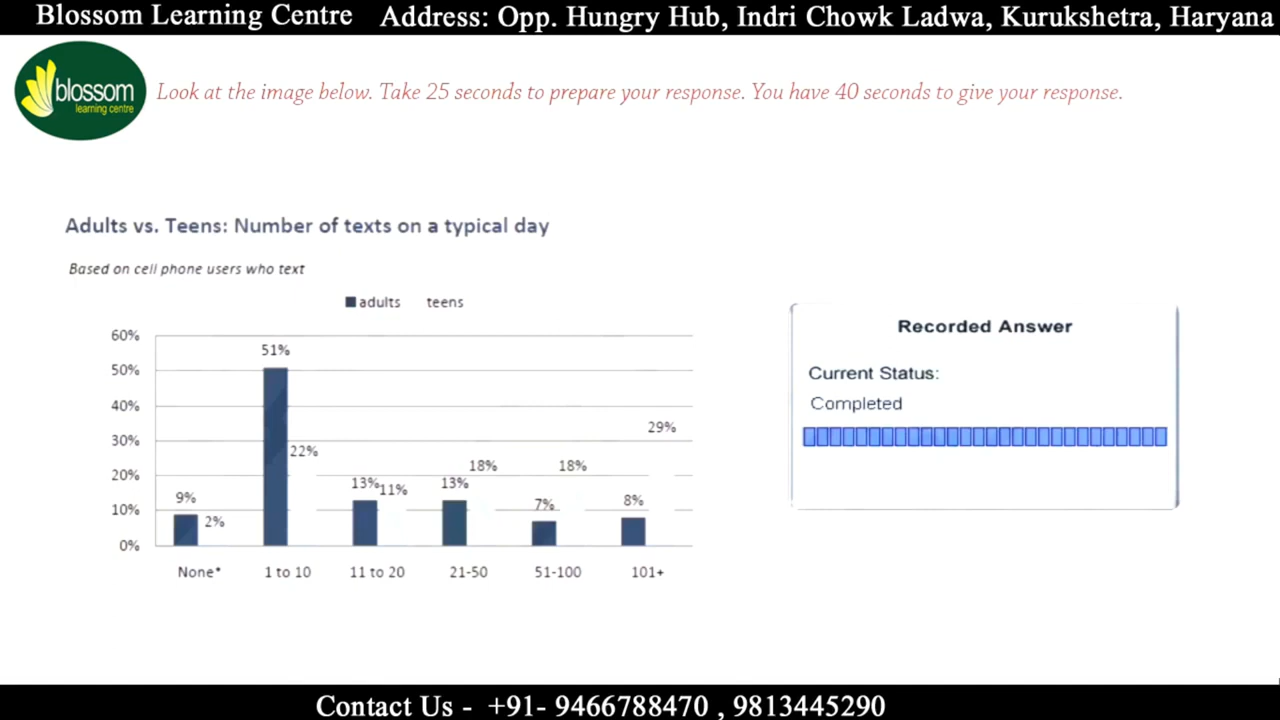 Blossom Learning Centre Address: Opp. Hungry Hub, Indri Chowk Ladwa, Kurukshetra, Haryana
blossom
learning centre
Look at the image below. Take 25 seconds to prepare your response. You have 40 seconds to give your response.
Adults vs. Teens: Number of texts on a typical day
Based on cell phone users who text
adults teens
60%
50%
40%
30%
20%
10%
0%
9% 2%
51% 22%
13% 11%
13% 18%
7% 18%
8% 29%
None* 1 to 10 11 to 20 21-50 51-100 101+
Recorded Answer
Current Status:
Completed
Contact Us - +91- 9466788470 , 9813445290